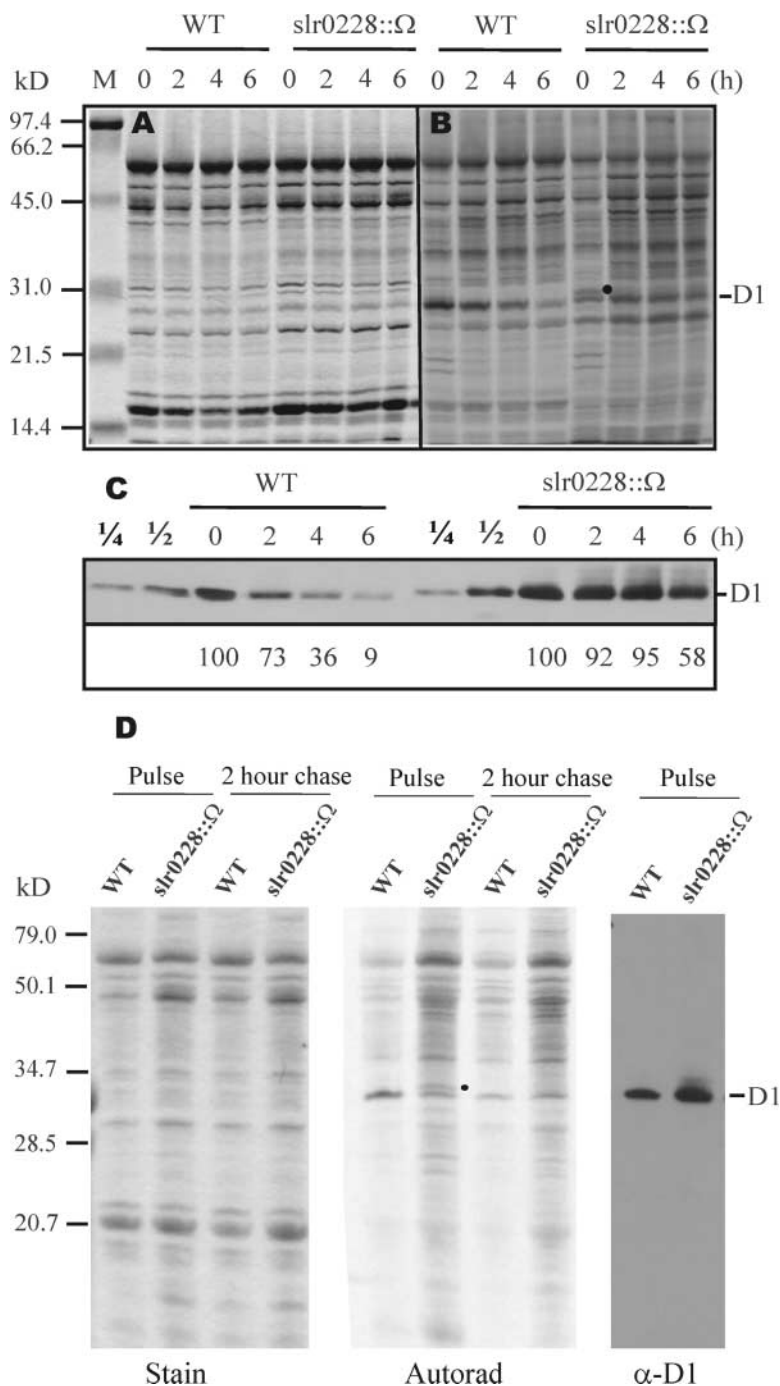 WT slr0228::Ω WT slr0228::Ω
kD M 0 2 4 6 0 2 4 6 0 2 4 6 0 2 4 6 (h)
A B
97.4
66.2
45.0
31.0
D1
21.5
14.4
C
WT slr0228::Ω
¼ ½ 0 2 4 6 ¼ ½ 0 2 4 6 (h)
D1
100 73 36 9 100 92 95 58
D
Pulse 2 hour chase Pulse 2 hour chase Pulse
WT slr0228::Ω WT slr0228::Ω WT slr0228::Ω WT slr0228::Ω WT slr0228::Ω
kD
79.0
50.1
34.7
D1
28.5
20.7
Stain Autorad α-D1